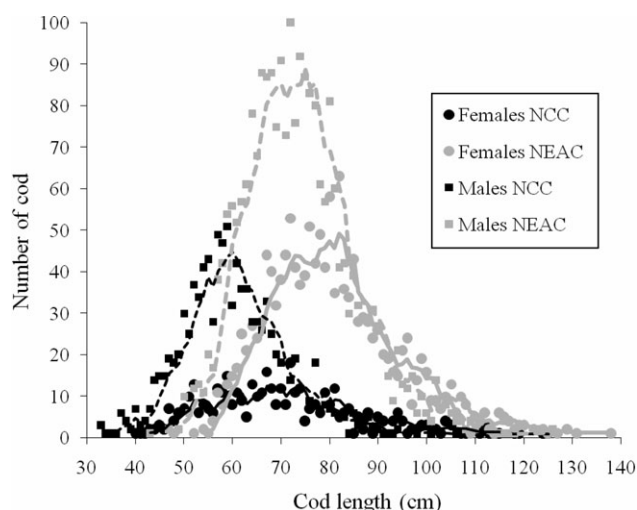 100
90
80
70
60
50
40
30
20
10
0
Number of cod
30 40 50 60 70 80 90 100 110 120 130 140
Cod length (cm)
Females NCC
Females NEAC
Males NCC
Males NEAC